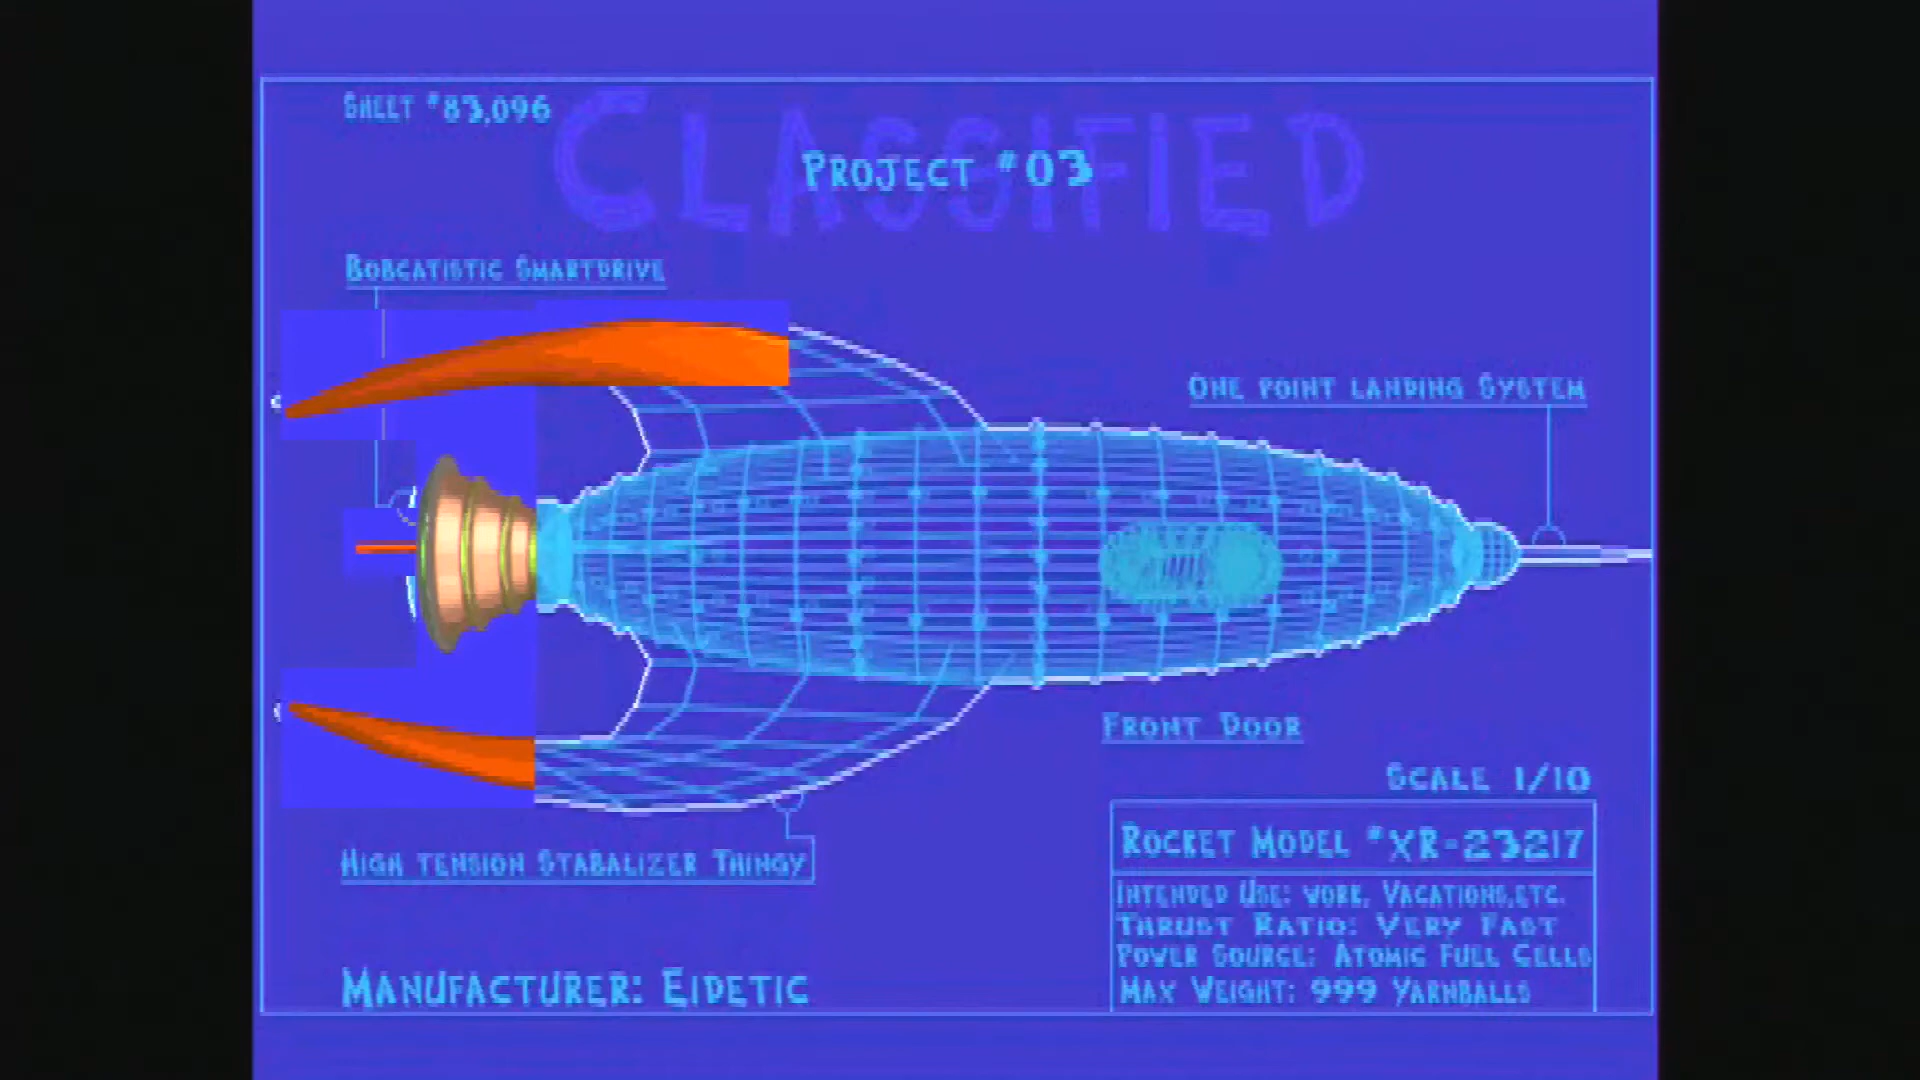 SHEET #83,096
CLASSIFIED
PROJECT #03
BOBCATISTIC SMARTDRIVE
ONE POINT LANDING SYSTEM
FRONT DOOR
SCALE 1/10
HIGH TENSION STABALIZER THINGY
ROCKET MODEL #XR-23217
INTENDED USE: WORK, VACATIONS,ETC.
THRUST RATIO: VERY FAST
POWER SOURCE: ATOMIC FULL CELLS
MAX WEIGHT: 999 YARNBALLS
MANUFACTURER: EIDETIC